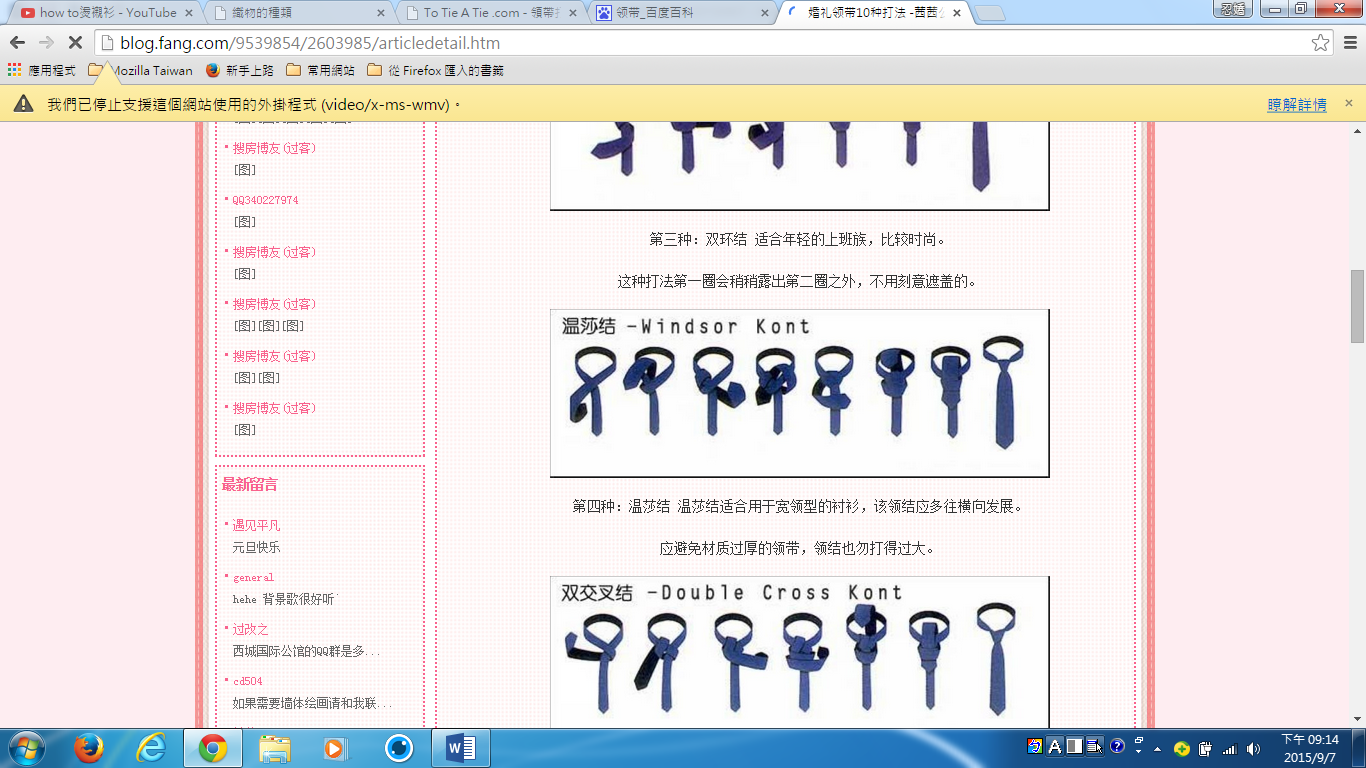 how to燙襯衫 - YouTube
織物的種類
To Tie A Tie .com - 領帶
领带_百度百科
婚礼领带10种打法 -茜茜
blog.fang.com/9539854/2603985/articledetail.htm
應用程式
Mozilla Taiwan
新手上路
常用網站
從 Firefox 匯入的書籤
我們已停止支援這個網站使用的外掛程式 (video/x-ms-wmv)。
瞭解詳情
搜房博友(过客)
[图]
QQ340227974
[图]
搜房博友(过客)
[图]
搜房博友(过客)
[图][图][图]
搜房博友(过客)
[图][图]
搜房博友(过客)
[图]
最新留言
遇见平凡
元旦快乐
general
hehe 背景歌很好听
过改之
西城国际公馆的QQ群是多...
cd504
如果需要墙体绘画请和我联...
第三种：双环结 适合年轻的上班族，比较时尚。
这种打法第一圈会稍稍露出第二圈之外，不用刻意遮盖的。
温莎结 -Windsor Kont
第四种：温莎结 温莎结适合用于宽领型的衬衫，该领结应多往横向发展。
应避免材质过厚的领带，领结也勿打得过大。
双交叉结 -Double Cross Kont
下午 09:14
2015/9/7